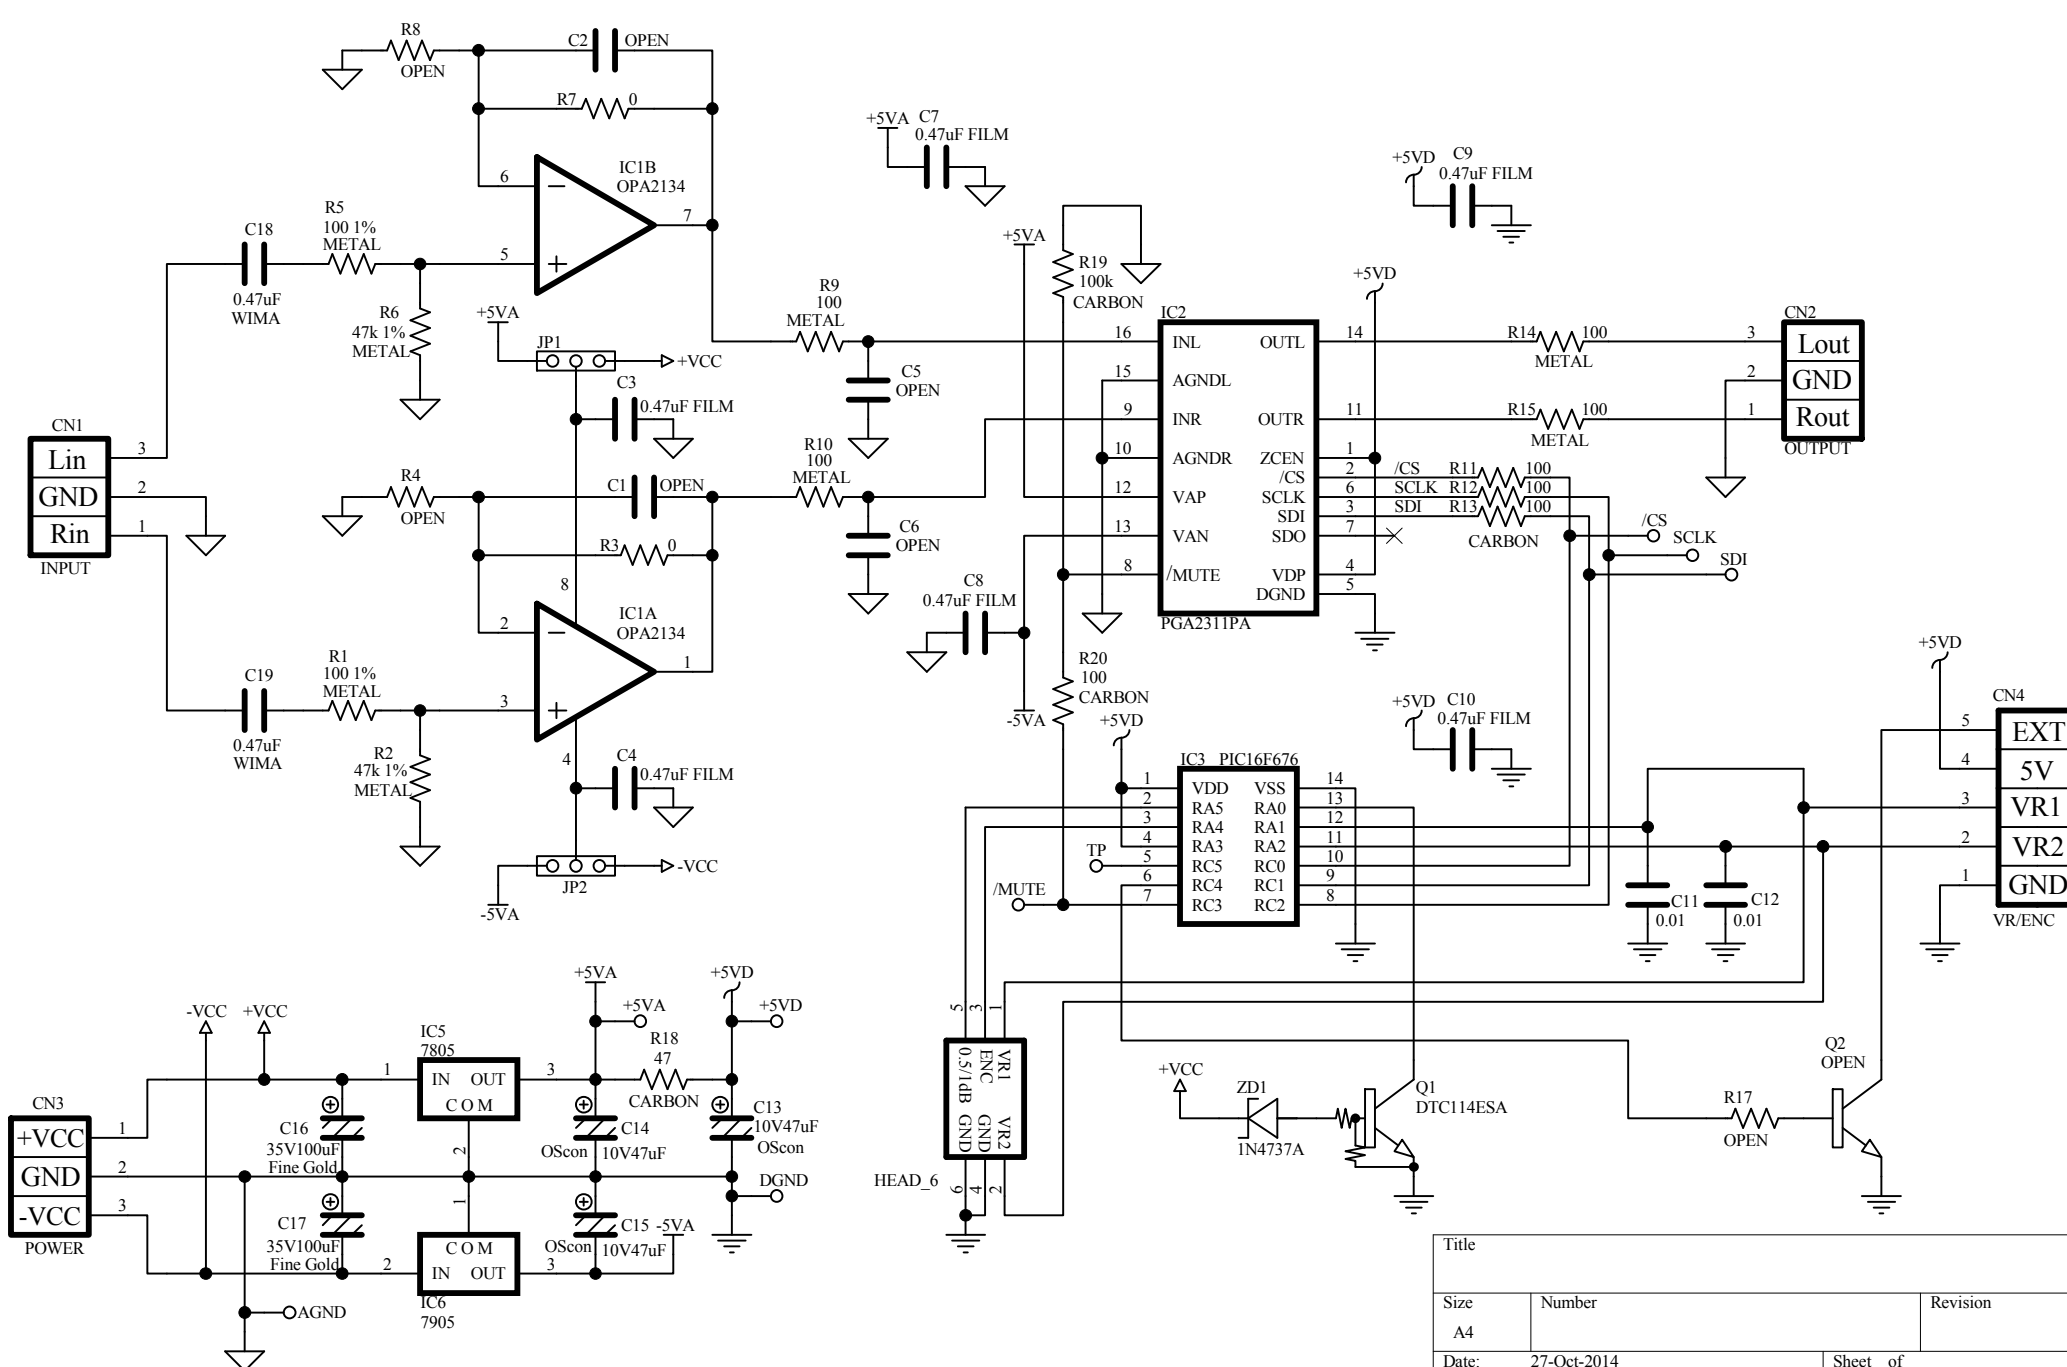 R8
OPEN
C2 OPEN
R7 0
IC1B
OPA2134
6
5
7
R5
100 1%
METAL
C18
0.47uF
WIMA
R6
47k 1%
METAL
+5VA
JP1
+VCC
C3
0.47uF FILM
CN1
Lin
GND
Rin
3
2
1
INPUT
R4
OPEN
C1 OPEN
R3 0
8
IC1A
OPA2134
2
3
1
4
R1
100 1%
METAL
C19
0.47uF
WIMA
R2
47k 1%
METAL
C4
0.47uF FILM
JP2
-VCC
-5VA
+5VA C7
0.47uF FILM
R9
100
METAL
C5
OPEN
R10
100
METAL
C6
OPEN
C8
0.47uF FILM
+5VA
-5VA
R19
100k
CARBON
R20
100
CARBON
+5VD C9
0.47uF FILM
+5VD
IC2
16 INL OUTL 14
15 AGNDL
9 INR OUTR 11
10 AGNDR ZCEN 1
/CS 2
12 VAP SCLK 6
SDI 3
13 VAN SDO 7
8 /MUTE VDP 4
DGND 5
PGA2311PA
R14 100
METAL
R15 100
METAL
/CS R11 100
SCLK R12 100
SDI R13 100
CARBON
CN2
3 Lout
2 GND
1 Rout
OUTPUT
/CS
SCLK
SDI
+5VD C10
0.47uF FILM
+5VD
IC3 PIC16F676
1 VDD VSS 14
2 RA5 RA0 13
3 RA4 RA1 12
4 RA3 RA2 11
5 RC5 RC0 10
6 RC4 RC1 9
7 RC3 RC2 8
TP
/MUTE
C11
0.01
C12
0.01
+5VD
CN4
5 EXT
4 5V
3 VR1
2 VR2
1 GND
VR/ENC
5 3 1
0.5/1dB ENC VR1
GND GND VR2
6 4 2
HEAD_6
+VCC
ZD1
1N4737A
Q1
DTC114ESA
R17
OPEN
Q2
OPEN
-VCC +VCC
CN3
+VCC
GND
-VCC
1
2
3
POWER
C16
35V100uF
Fine Gold
C17
35V100uF
Fine Gold
IC5
7805
1 IN OUT 3
COM
2
1
COM
2 IN OUT 3
IC6
7905
+5VA
+5VA
R18
47
CARBON
+5VD
+5VD
C14
OScon 10V47uF
C13
10V47uF
OScon
C15 -5VA
OScon 10V47uF
DGND
AGND
Title
Size Number Revision
A4
Date: 27-Oct-2014 Sheet of